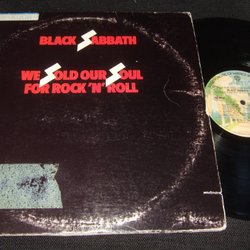 BLACK SABBATH
WE SOLD OUR SOUL
FOR ROCK 'N' ROLL